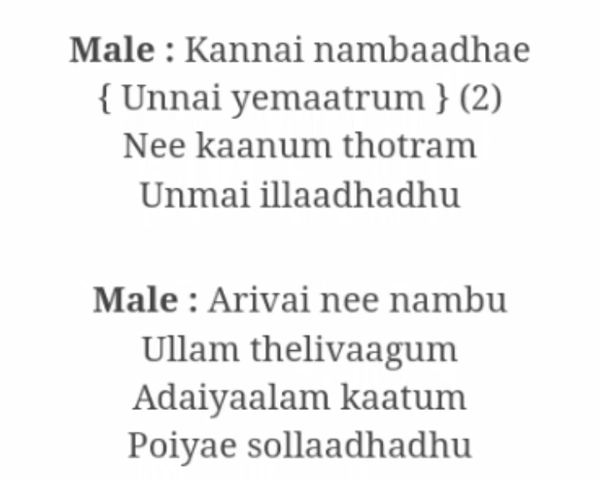 Male : Kannai nambaadhae
{ Unnai yemaatrum } (2)
Nee kaanum thotram
Unmai illaadhadhu
Male : Arivai nee nambu
Ullam thelivaagum
Adaiyaalam kaatum
Poiyae sollaadhadhu